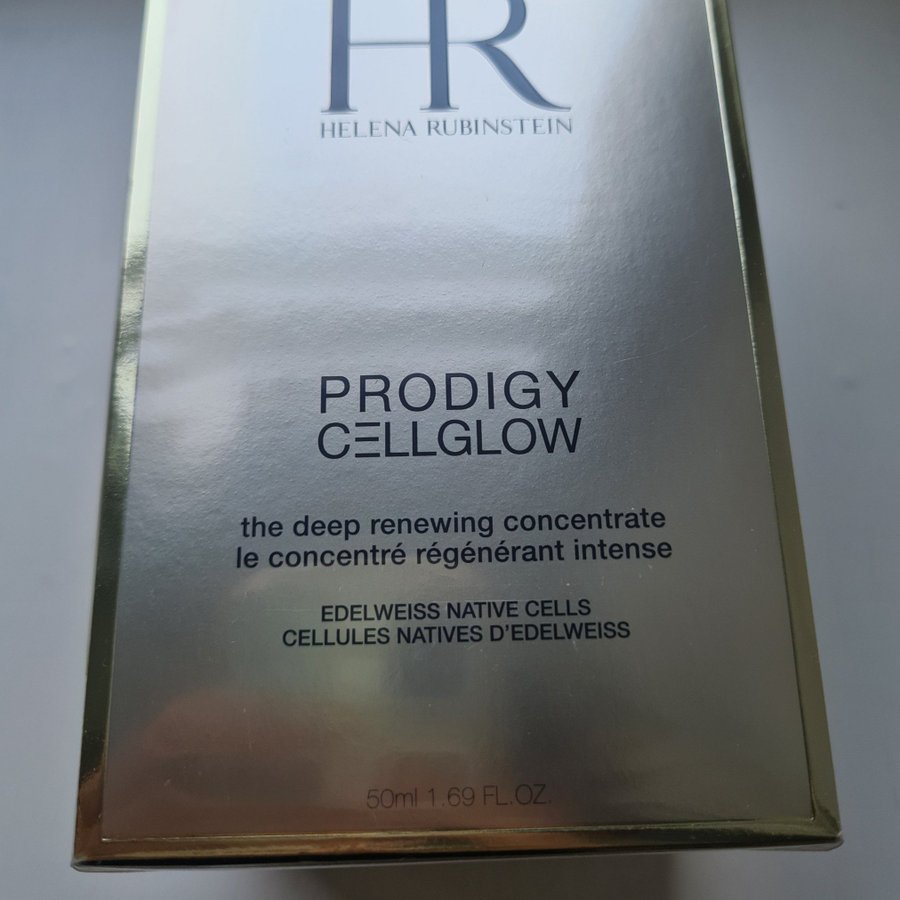 HR
HELENA RUBINSTEIN
PRODIGY
CELLGLOW
the deep renewing concentrate
le concentré régénérant intense
EDELWEISS NATIVE CELLS
CELLULES NATIVES D'EDELWEISS
50ml 1.69 FL.OZ.